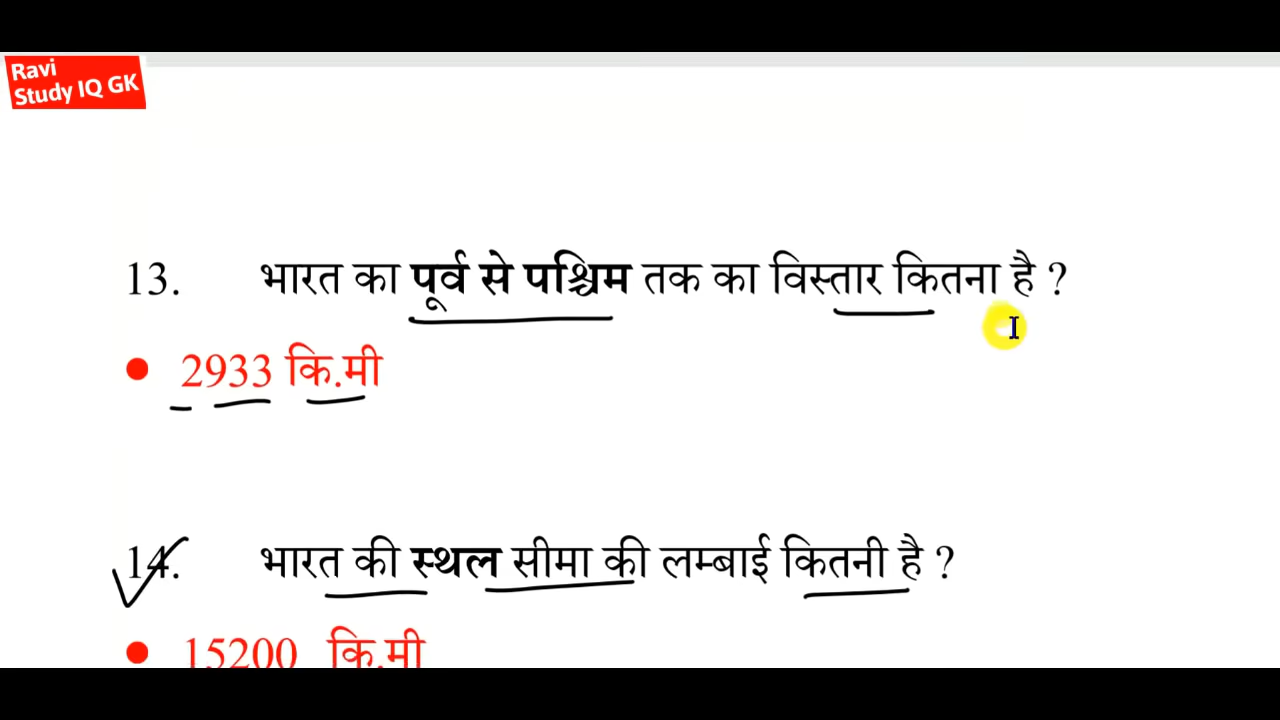 Ravi
Study IQ GK
13. भारत का पूर्व से पश्चिम तक का विस्तार कितना है ?
2933 कि.मी
14. भारत की स्थल सीमा की लम्बाई कितनी है ?
15200 कि.मी